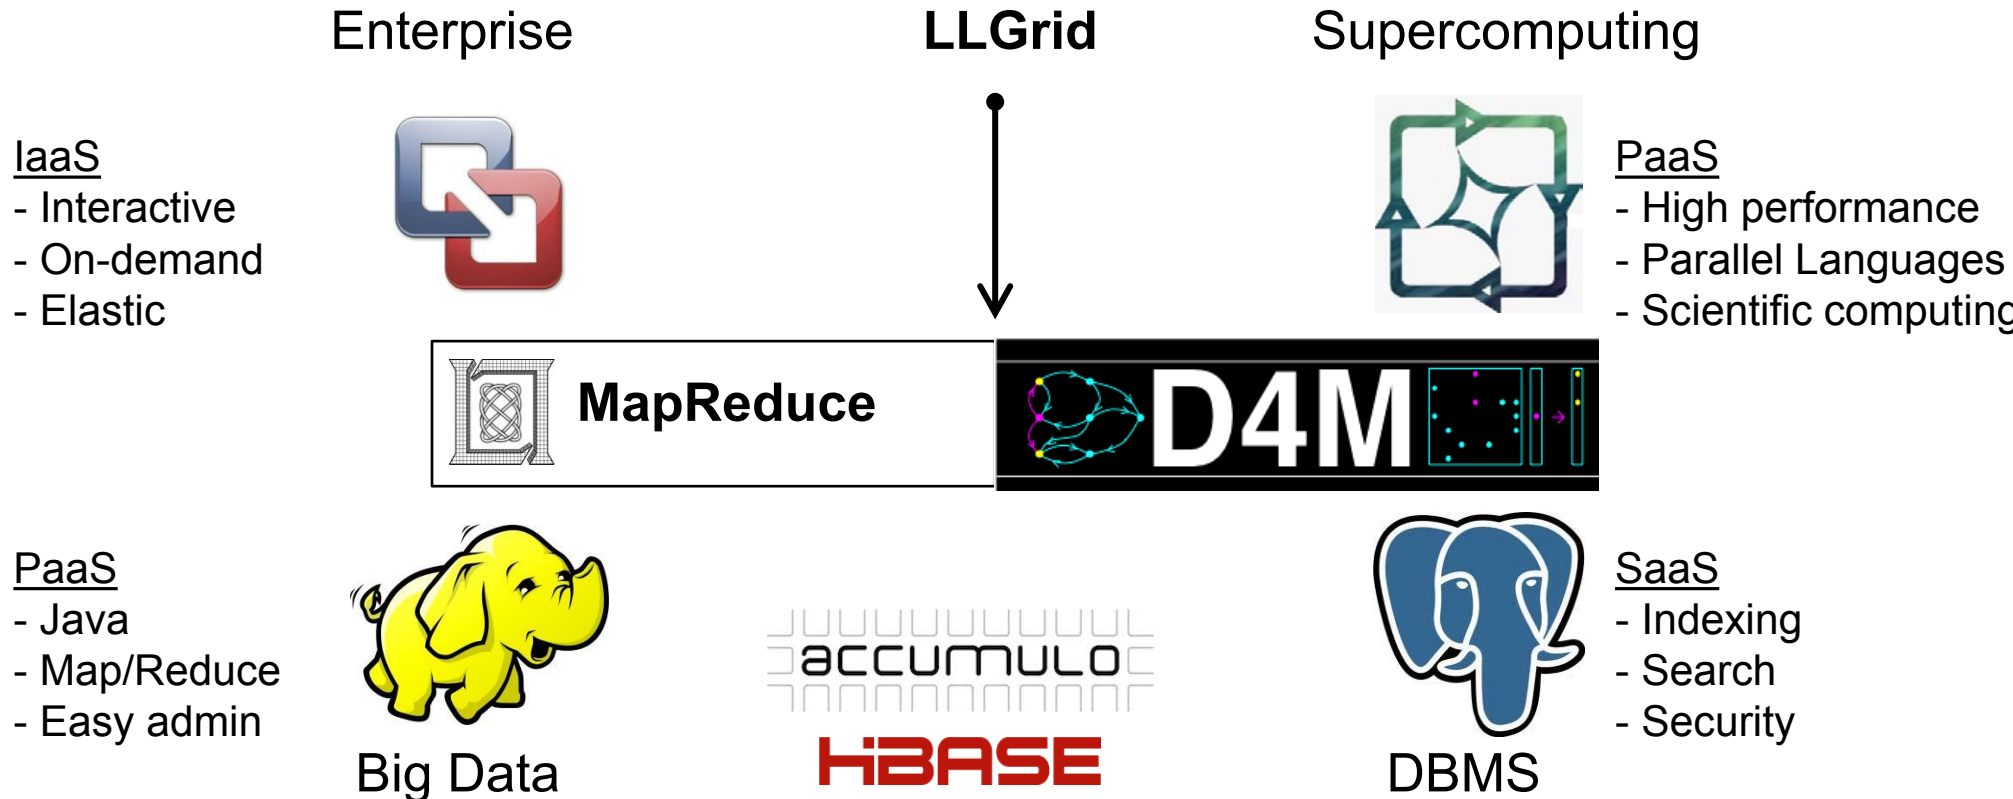 Enterprise
LLGrid
Supercomputing
IaaS
- Interactive
- On-demand
- Elastic
PaaS
- High performance
- Parallel Languages
- Scientific computing
MapReduce
D4M
PaaS
- Java
- Map/Reduce
- Easy admin
Big Data
accumulo
HBASE
SaaS
- Indexing
- Search
- Security
DBMS